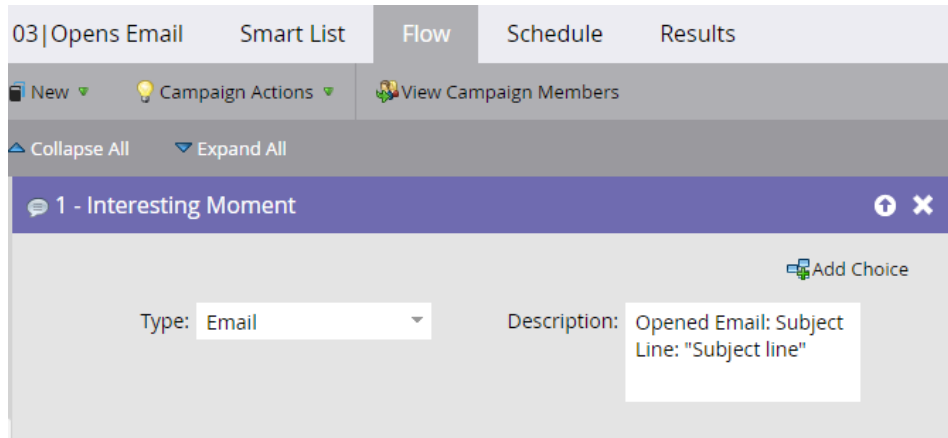 03|Opens Email Smart List Flow Schedule Results
New Campaign Actions View Campaign Members
Collapse All Expand All
1 - Interesting Moment
Add Choice
Type: Email Description: Opened Email: Subject
Line: "Subject line"